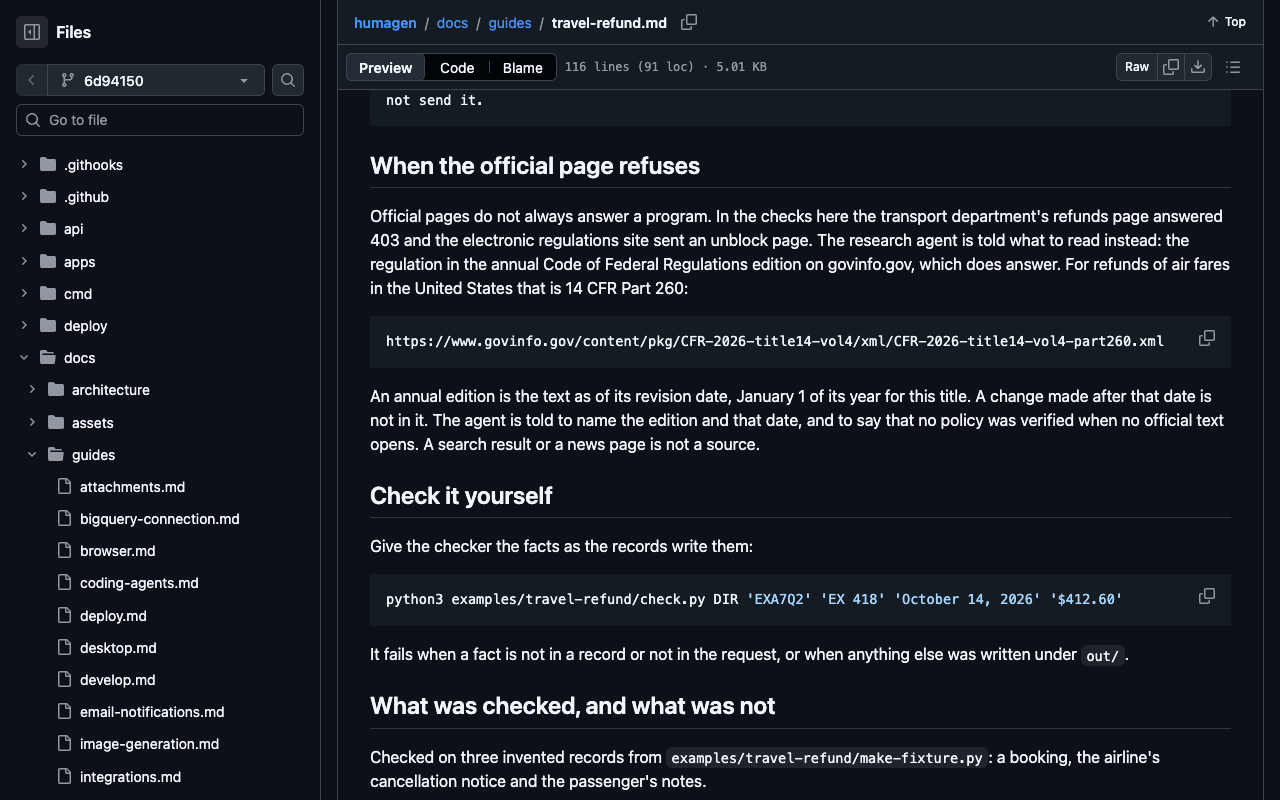 Files
humagen / docs / guides / travel-refund.md
Top
6d94150
Preview Code Blame 116 lines (91 loc) · 5.01 KB
Raw
Go to file
.githooks
.github
api
apps
cmd
deploy
docs
architecture
assets
guides
attachments.md
bigquery-connection.md
browser.md
coding-agents.md
deploy.md
desktop.md
develop.md
email-notifications.md
image-generation.md
integrations.md
not send it.
When the official page refuses
Official pages do not always answer a program. In the checks here the transport department's refunds page answered
403 and the electronic regulations site sent an unblock page. The research agent is told what to read instead: the
regulation in the annual Code of Federal Regulations edition on govinfo.gov, which does answer. For refunds of air fares
in the United States that is 14 CFR Part 260:
https://www.govinfo.gov/content/pkg/CFR-2026-title14-vol4/xml/CFR-2026-title14-vol4-part260.xml
An annual edition is the text as of its revision date, January 1 of its year for this title. A change made after that date is
not in it. The agent is told to name the edition and that date, and to say that no policy was verified when no official text
opens. A search result or a news page is not a source.
Check it yourself
Give the checker the facts as the records write them:
python3 examples/travel-refund/check.py DIR 'EXA7Q2' 'EX 418' 'October 14, 2026' '$412.60'
It fails when a fact is not in a record or not in the request, or when anything else was written under out/.
What was checked, and what was not
Checked on three invented records from examples/travel-refund/make-fixture.py: a booking, the airline's
cancellation notice and the passenger's notes.